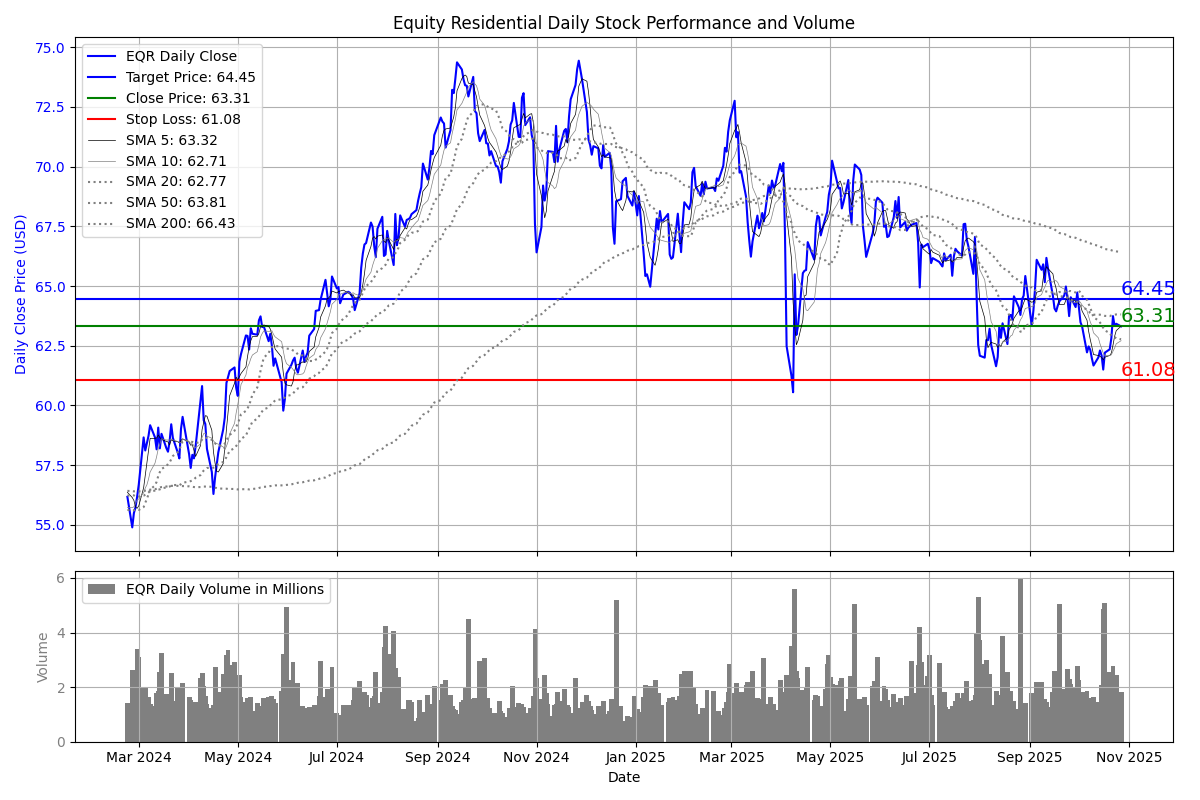 Equity Residential Daily Stock Performance and Volume
Daily Close Price (USD)
75.0
72.5
70.0
67.5
65.0
62.5
60.0
57.5
55.0
EQR Daily Close
Target Price: 64.45
Close Price: 63.31
Stop Loss: 61.08
SMA 5: 63.32
SMA 10: 62.71
SMA 20: 62.77
SMA 50: 63.81
SMA 200: 66.43
64.45
63.31
61.08
Volume
6
4
2
0
EQR Daily Volume in Millions
Mar 2024 May 2024 Jul 2024 Sep 2024 Nov 2024 Jan 2025 Mar 2025 May 2025 Jul 2025 Sep 2025 Nov 2025
Date